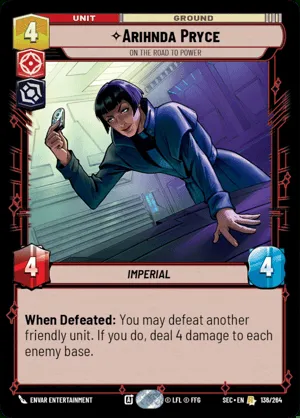 4
UNIT
GROUND
ARIHNDA PRYCE
ON THE ROAD TO POWER
4
4
IMPERIAL
When Defeated: You may defeat another
friendly unit. If you do, deal 4 damage to each
enemy base.
ENVAR ENTERTAINMENT
© LFL © FFG
SEC • EN R 136/264